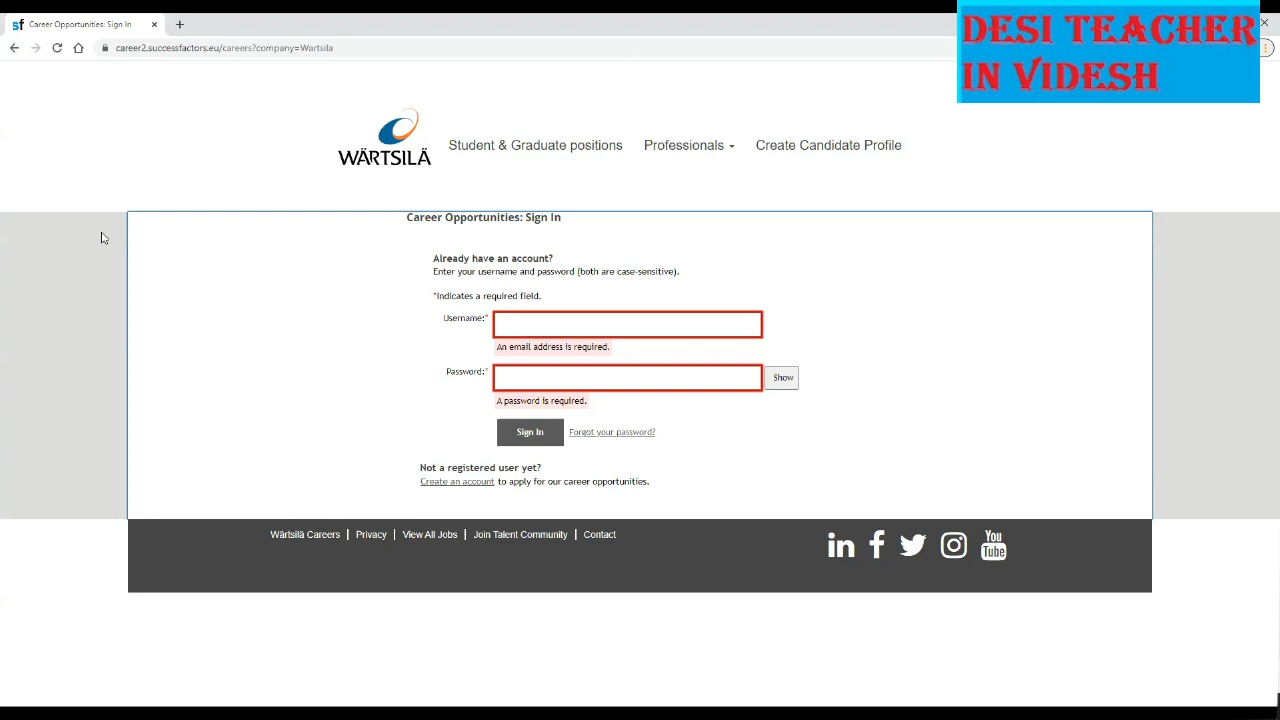 sf Career Opportunities: Sign In
career2.successfactors.eu/careers?company=Wartsila
DESI TEACHER
IN VIDESH
WÄRTSILÄ
Student & Graduate positions
Professionals
Create Candidate Profile
Career Opportunities: Sign In
Already have an account?
Enter your username and password (both are case-sensitive).
*indicates a required field.
Username:*
An email address is required.
Password:*
Show
A password is required.
Sign In Forgot your password?
Not a registered user yet?
Create an account to apply for our career opportunities.
Wärtsilä Careers | Privacy | View All Jobs | Join Talent Community | Contact
in f You Tube